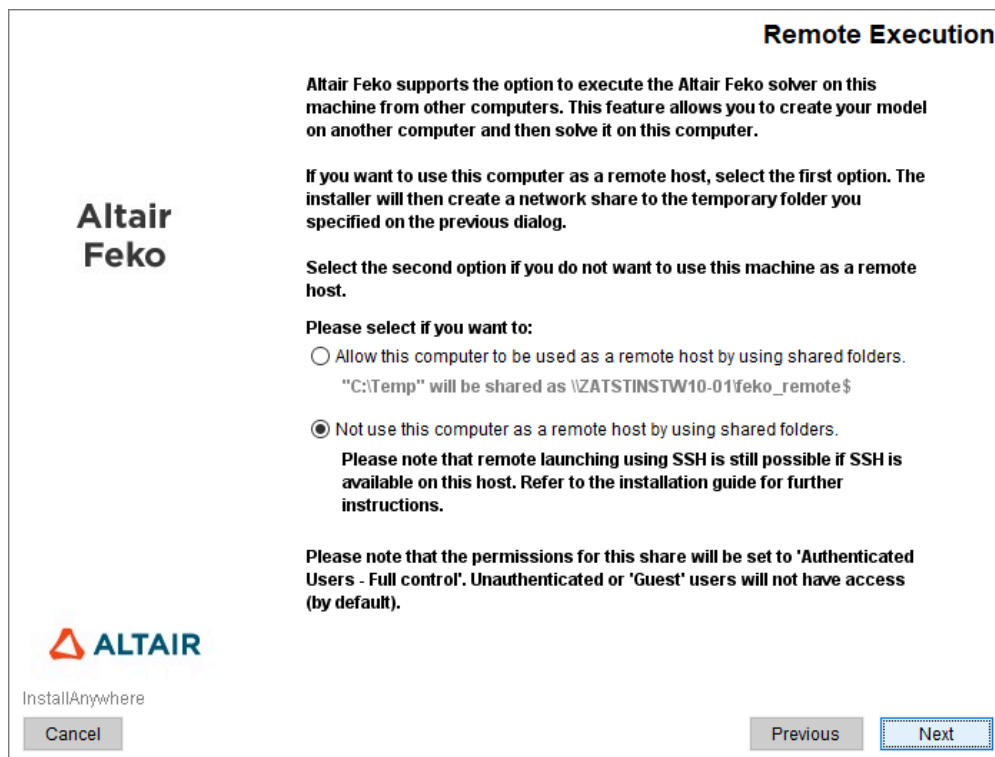 Remote Execution
Altair Feko supports the option to execute the Altair Feko solver on this
machine from other computers. This feature allows you to create your model
on another computer and then solve it on this computer.
If you want to use this computer as a remote host, select the first option. The
installer will then create a network share to the temporary folder you
specified on the previous dialog.
Altair
Feko
Select the second option if you do not want to use this machine as a remote
host.
Please select if you want to:
Allow this computer to be used as a remote host by using shared folders.
"C:\Temp" will be shared as \\ZATSTINSTW10-01\feko_remote$
Not use this computer as a remote host by using shared folders.
Please note that remote launching using SSH is still possible if SSH is
available on this host. Refer to the installation guide for further
instructions.
Please note that the permissions for this share will be set to 'Authenticated
Users - Full control'. Unauthenticated or 'Guest' users will not have access
(by default).
ALTAIR
InstallAnywhere
Cancel
Previous
Next